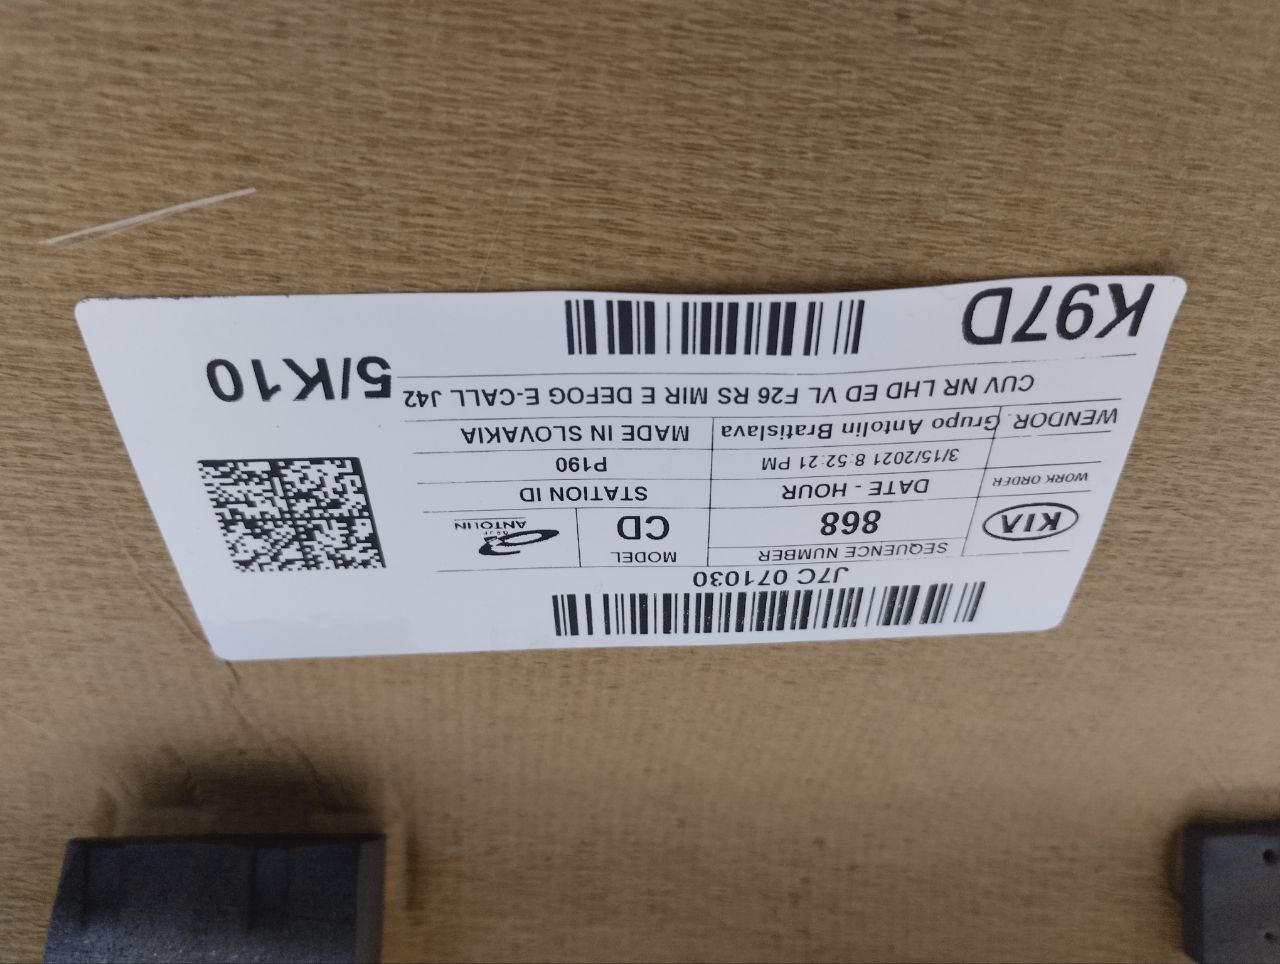 J7C 071030
KIA
SEQUENCE NUMBER
868
MODEL
CD
GRUPO ANTOLIN
WORK ORDER
DATE - HOUR
3/15/2021 8:52:21 PM
STATION ID
P190
WENDOR. Grupo Antolin Bratislava
MADE IN SLOVAKIA
CUV NR LHD ED VL F26 RS MIR E DEFOG E-CALL J42
5/K10
K97D